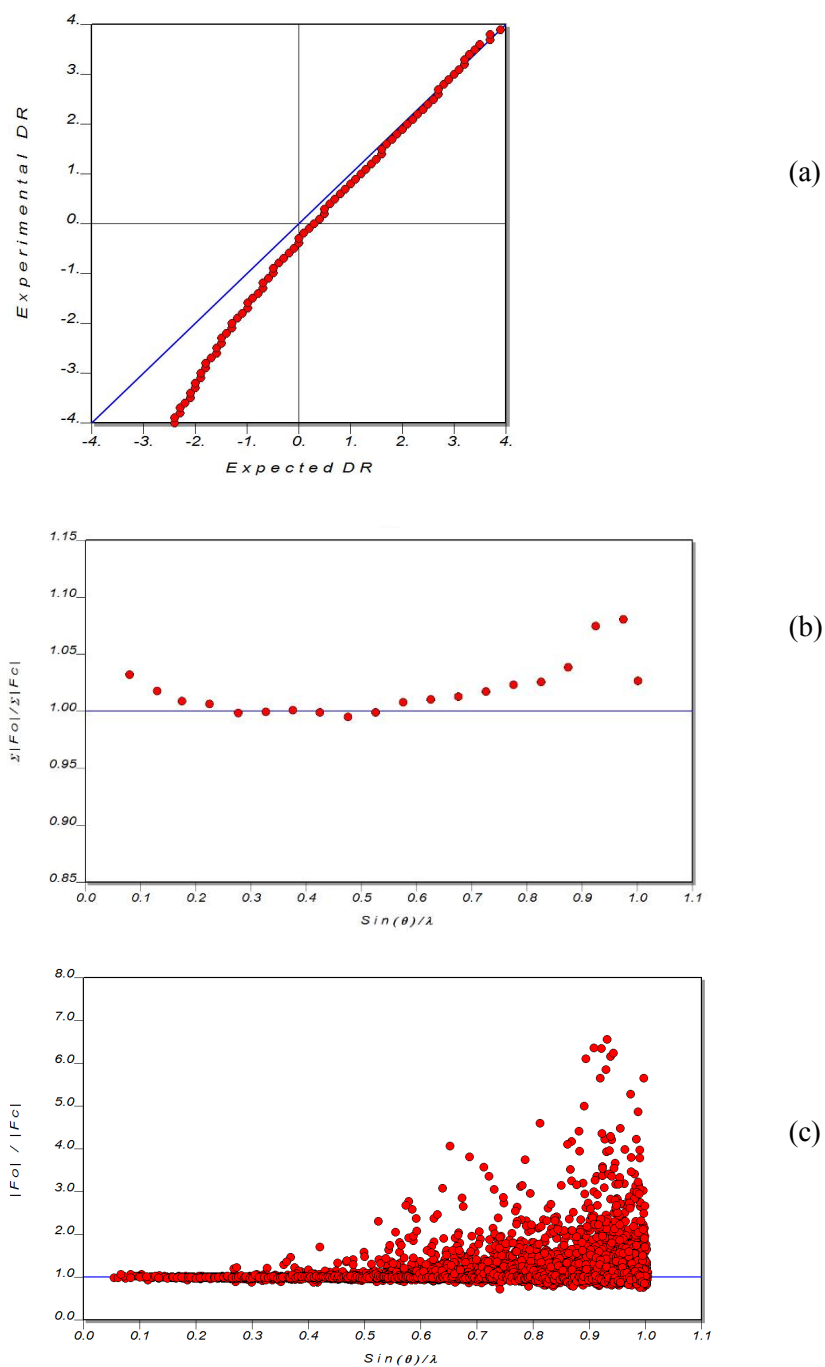 4.
3.
2.
1.
0.
-1.
-2.
-3.
-4.
-4. -3. -2. -1. 0. 1. 2. 3. 4.
Experimental DR
Expected DR
(a)
1.15
1.10
1.05
1.00
0.95
0.90
0.85
0.0 0.1 0.2 0.3 0.4 0.5 0.6 0.7 0.8 0.9 1.0 1.1
Σ|Fo|/Σ|Fc|
Sin(θ)/λ
(b)
8.0
7.0
6.0
5.0
4.0
3.0
2.0
1.0
0.0
0.0 0.1 0.2 0.3 0.4 0.5 0.6 0.7 0.8 0.9 1.0 1.1
|Fo| / |Fc|
Sin(θ)/λ
(c)